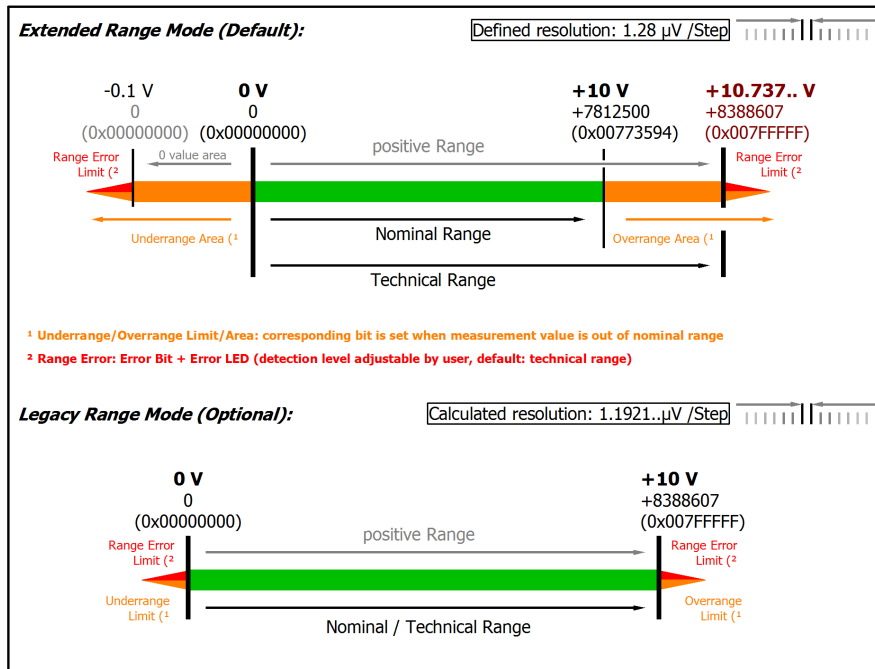 Extended Range Mode (Default):
Defined resolution: 1.28 µV /Step
-0.1 V
0
(0x00000000)
0 V
0
(0x00000000)
+10 V
+7812500
(0x00773594)
+10.737.. V
+8388607
(0x007FFFFF)
Range Error
Limit (²
0 value area
positive Range
Range Error
Limit (²
Underrange Area (¹
Nominal Range
Overrange Area (¹
Technical Range
¹ Underrange/Overrange Limit/Area: corresponding bit is set when measurement value is out of nominal range
² Range Error: Error Bit + Error LED (detection level adjustable by user, default: technical range)
Legacy Range Mode (Optional):
Calculated resolution: 1.1921..µV /Step
0 V
0
(0x00000000)
+10 V
+8388607
(0x007FFFFF)
Range Error
Limit (²
positive Range
Range Error
Limit (²
Underrange
Limit (¹
Nominal / Technical Range
Overrange
Limit (¹